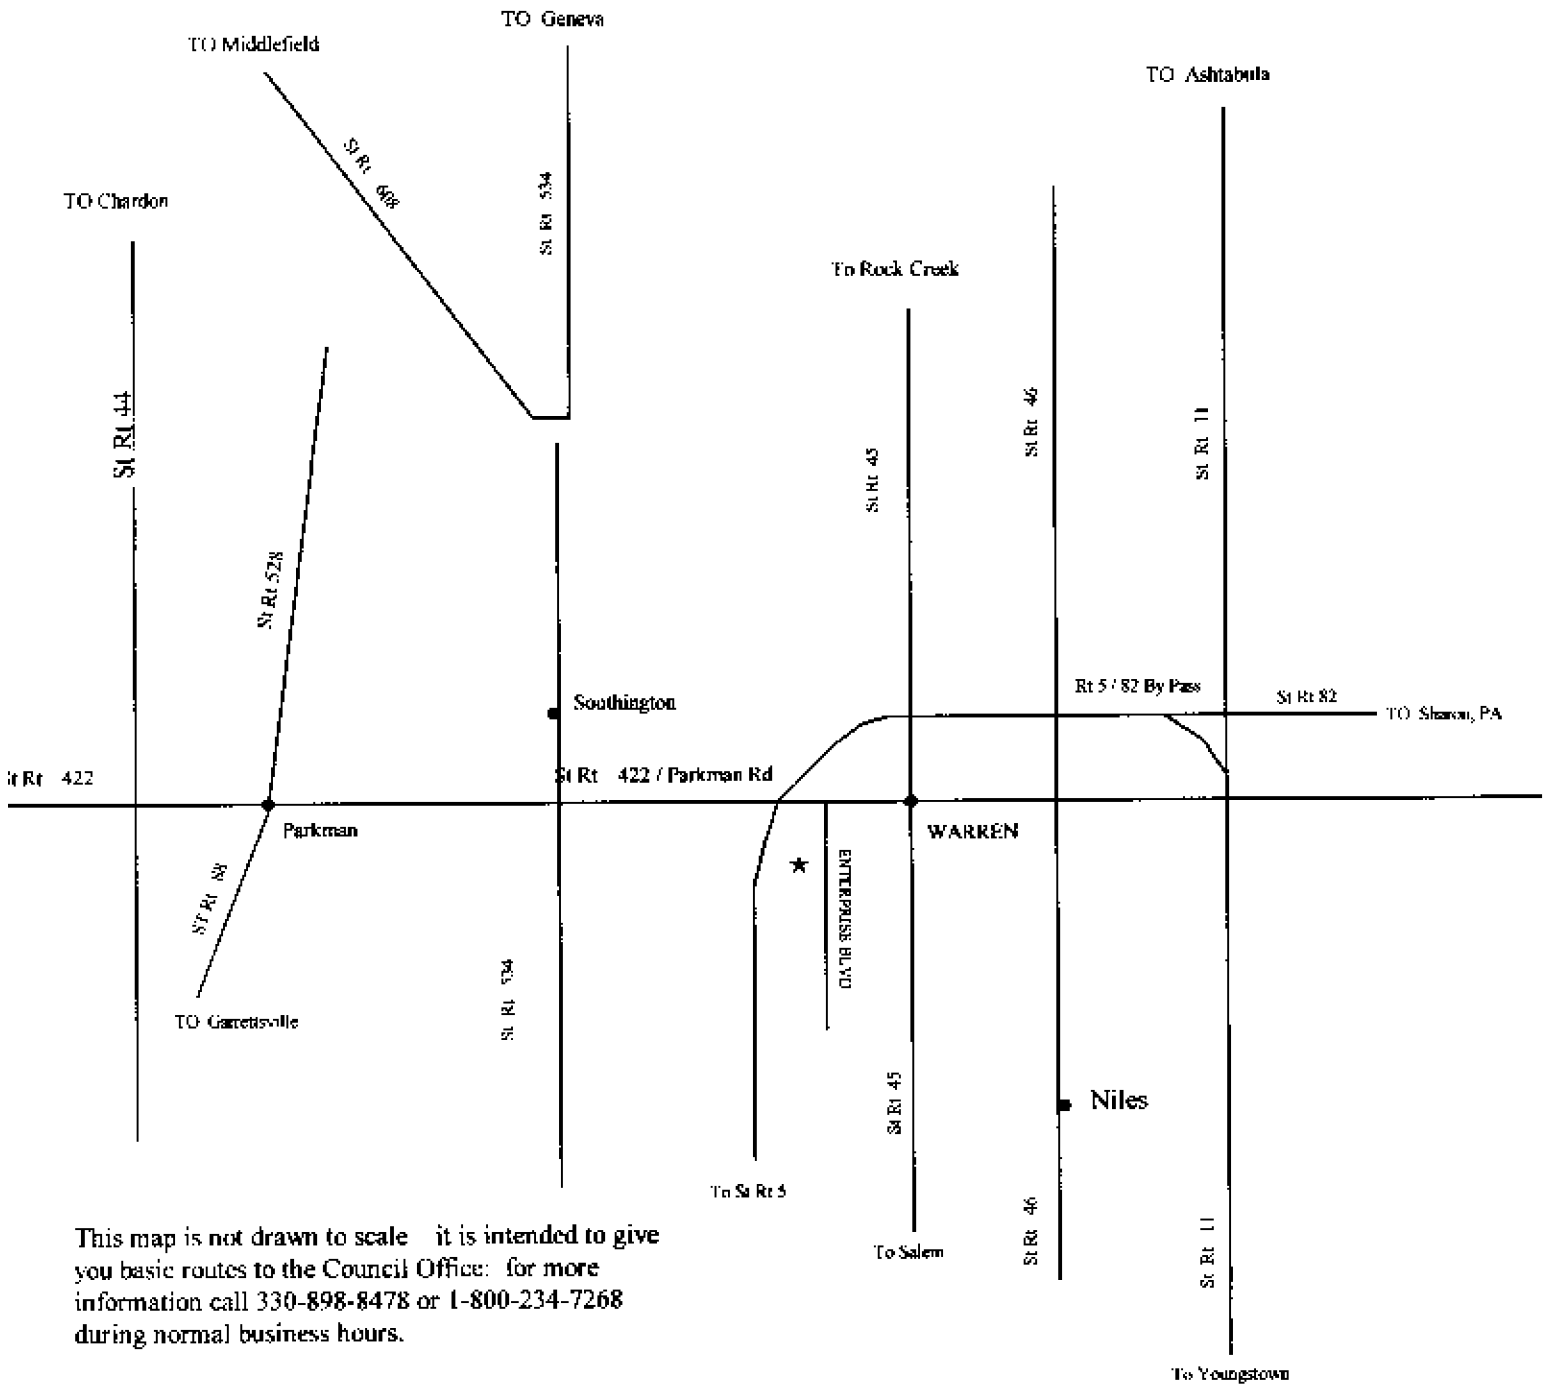 TO Geneva
TO Middlefield
TO Ashtabula
St Rt 608
St Rt 534
TO Chardon
To Rock Creek
St Rt 44
St Rt 46
St Rt 11
St Rt 45
St Rt 528
Rt 5 / 82 By Pass
St Rt 82
TO Sharon, PA
Southington
St Rt 422
St Rt 422 / Parkman Rd
Parkman
WARREN
ST Rt 88
ENTERPRISE BLVD
St Rt 534
TO Garrettsville
St Rt 45
Niles
To St Rt 5
St Rt 46
St Rt 11
To Salem
This map is not drawn to scale it is intended to give
you basic routes to the Council Office: for more
information call 330-898-8478 or 1-800-234-7268
during normal business hours.
To Youngstown